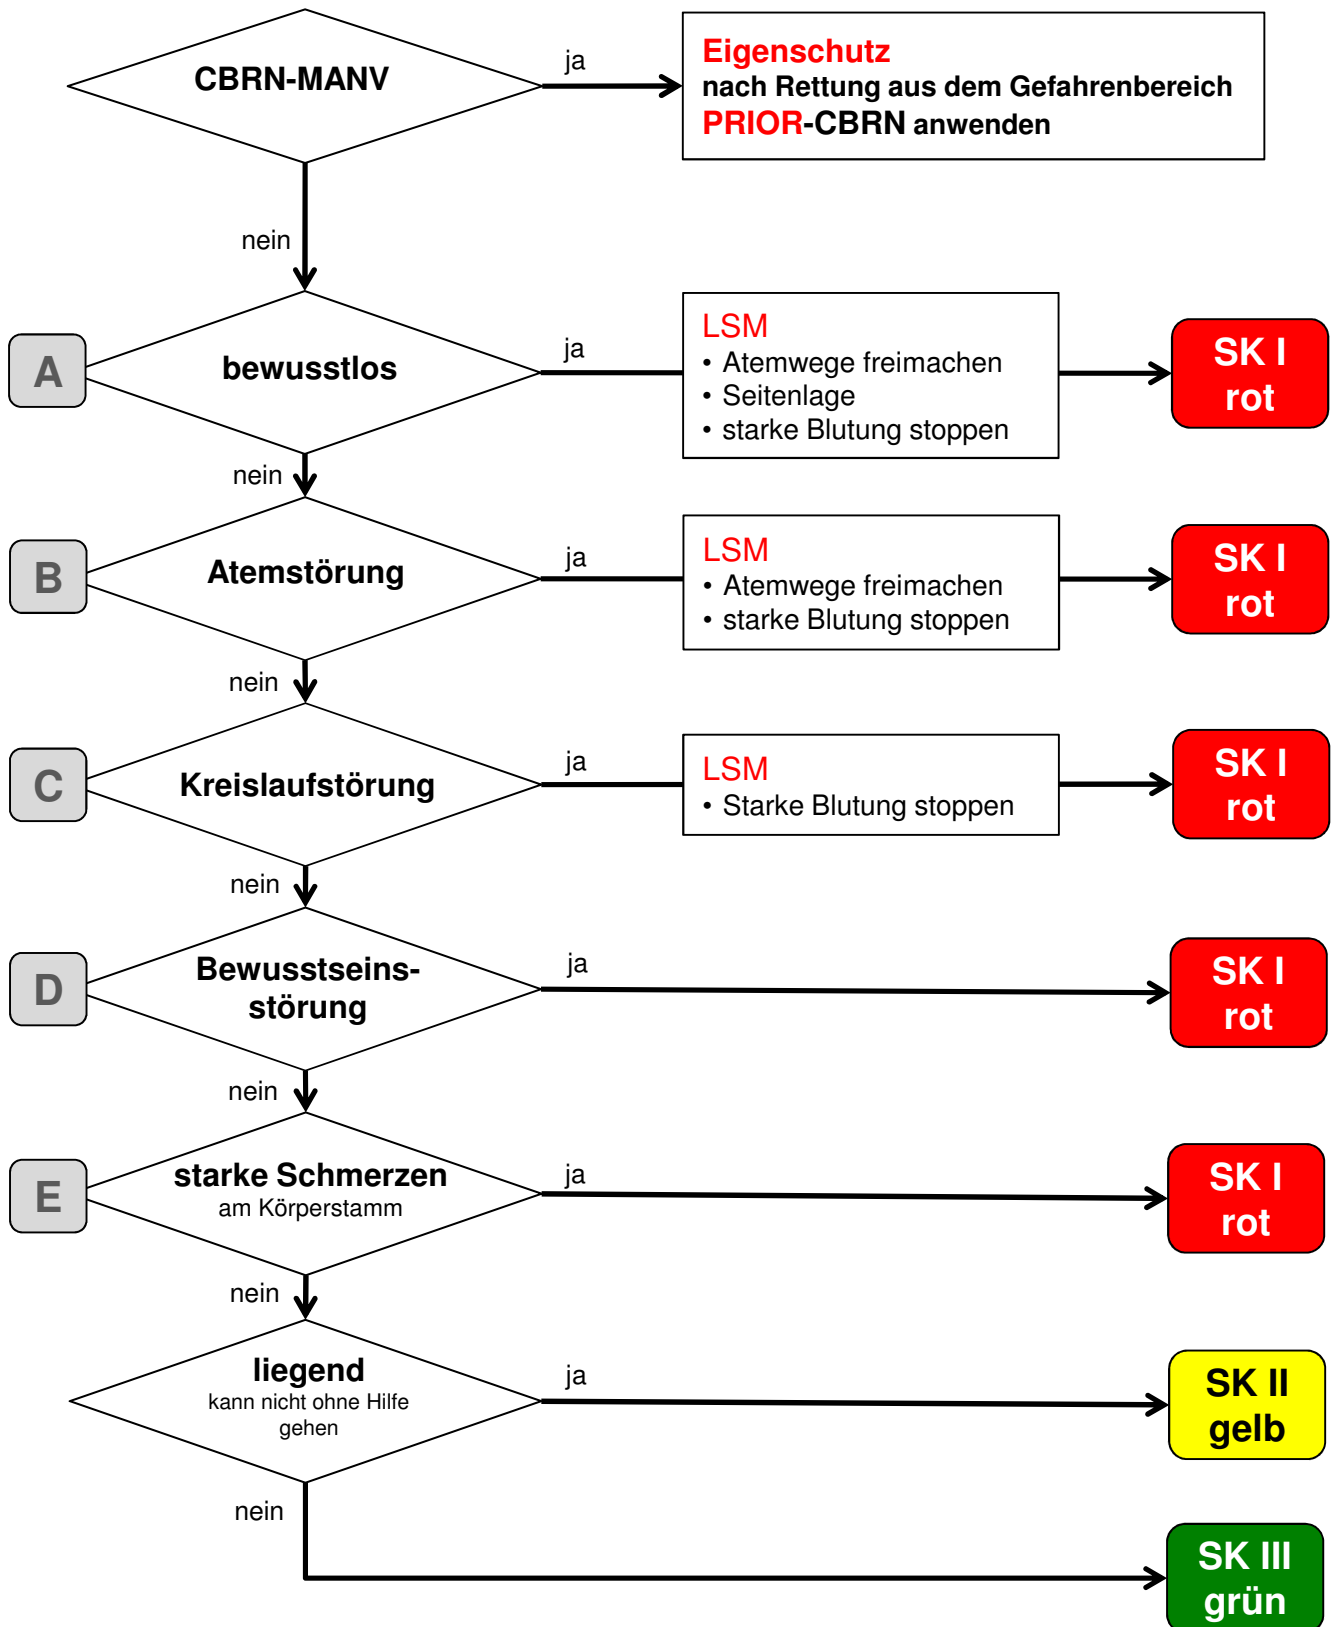 CBRN-MANV
ja
Eigenschutz
nach Rettung aus dem Gefahrenbereich
PRIOR-CBRN anwenden
nein
A
bewusstlos
ja
LSM
• Atemwege freimachen
• Seitenlage
• starke Blutung stoppen
SK I
rot
nein
B
Atemstörung
ja
LSM
• Atemwege freimachen
• starke Blutung stoppen
SK I
rot
nein
C
Kreislaufstörung
ja
LSM
• Starke Blutung stoppen
SK I
rot
nein
D
Bewusstseins-
störung
ja
SK I
rot
nein
E
starke Schmerzen
am Körperstamm
ja
SK I
rot
nein
liegend
kann nicht ohne Hilfe
gehen
ja
SK II
gelb
nein
SK III
grün